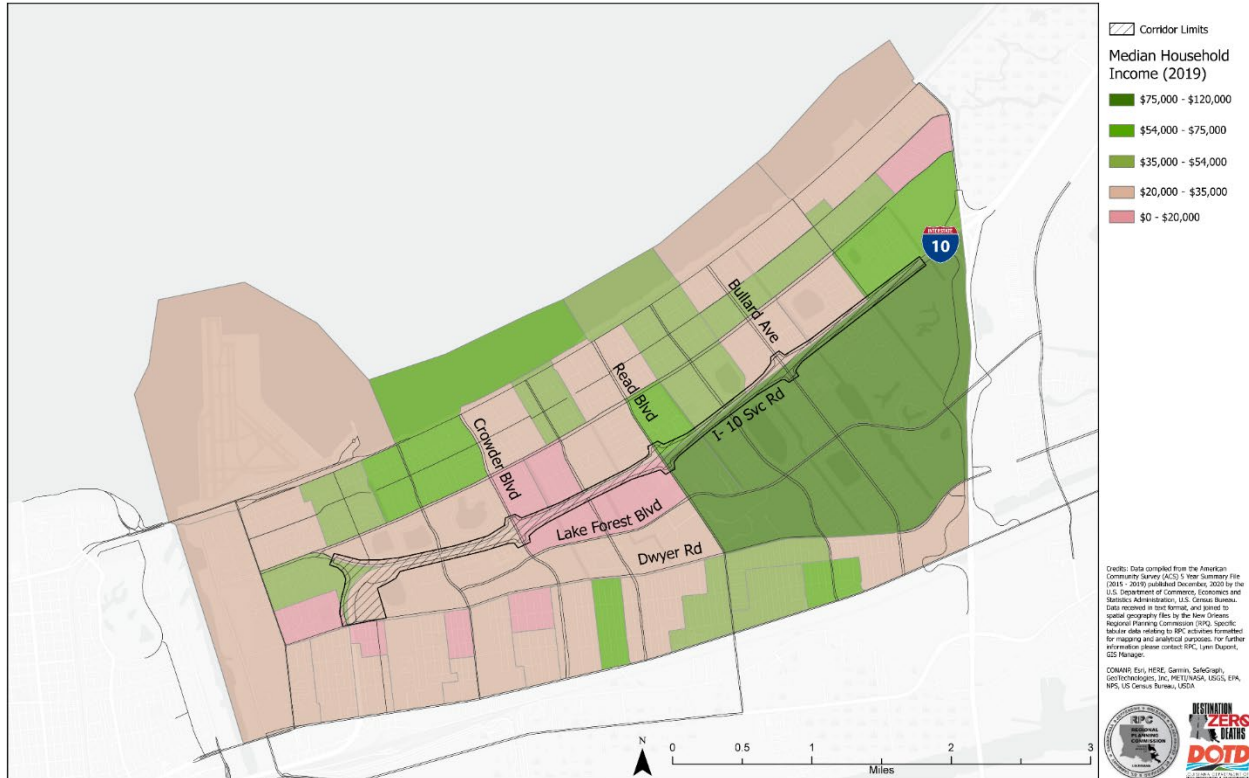 Corridor Limits
Median Household
Income (2019)
$75,000 - $120,000
$54,000 - $75,000
$35,000 - $54,000
$20,000 - $35,000
$0 - $20,000
INTERSTATE
10
Bullard Ave
Read Blvd
I- 10 Svc Rd
Crowder Blvd
Lake Forest Blvd
Dwyer Rd
Credits: Data compiled from the American
Community Survey (ACS) 5 Year Summary File
(2015 - 2019) published December, 2020 by the
U.S. Department of Commerce, Economics and
Statistics Administration, U.S. Census Bureau.
Data received in text format, and joined to
spatial geography files by the New Orleans
Regional Planning Commission (RPC). Specific
tabular data relating to RPC activities formatted
for mapping and analytical purposes. For further
information please contact RPC, Lynn Dupont,
GIS Manager.
CONANP, Esri, HERE, Garmin, SafeGraph,
GeoTechnologies, Inc, METI/NASA, USGS, EPA,
NPS, US Census Bureau, USDA
N
0 0.5 1 2 3
Miles
RPC
REGIONAL
PLANNING
COMMISSION
DESTINATION
ZERO
DEATHS
DOTD